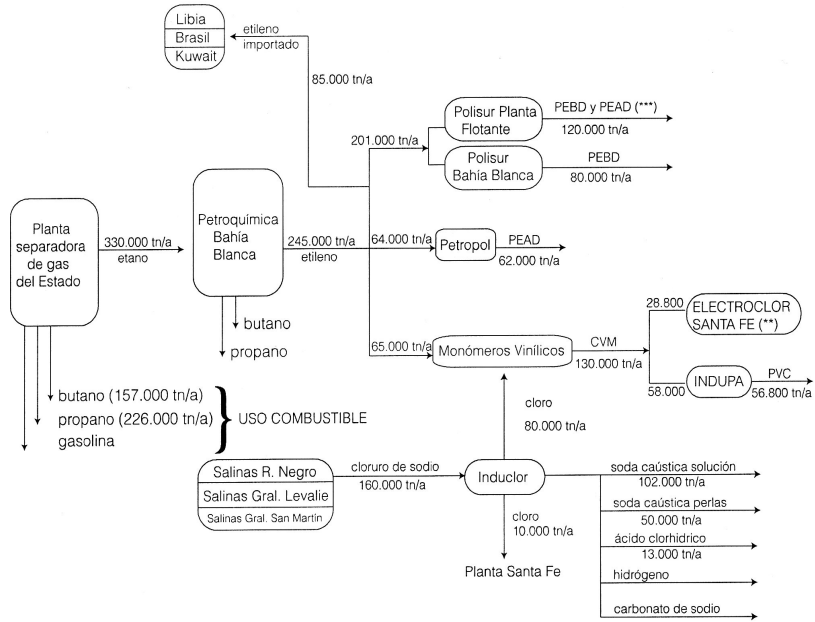 Libia
Brasil
Kuwait
etileno
importado
85.000 tn/a
Polisur Planta
Flotante
PEBD y PEAD (***)
120.000 tn/a
201.000 tn/a
Polisur
Bahía Blanca
PEBD
80.000 tn/a
Planta
separadora
de gas
del Estado
330.000 tn/a
etano
Petroquímica
Bahía
Blanca
245.000 tn/a
etileno
64.000 tn/a
Petropol
PEAD
62.000 tn/a
butano
propano
65.000 tn/a
Monómeros Vinílicos
CVM
130.000 tn/a
28.800
ELECTROCLOR
SANTA FE (**)
58.000
INDUPA
PVC
56.800 tn/a
butano (157.000 tn/a)
propano (226.000 tn/a)
gasolina
USO COMBUSTIBLE
cloro
80.000 tn/a
Salinas R. Negro
Salinas Gral. Levalie
Salinas Gral. San Martín
cloruro de sodio
160.000 tn/a
Induclor
cloro
10.000 tn/a
Planta Santa Fe
soda caústica solución
102.000 tn/a
soda caústica perlas
50.000 tn/a
ácido clorhidrico
13.000 tn/a
hidrógeno
carbonato de sodio